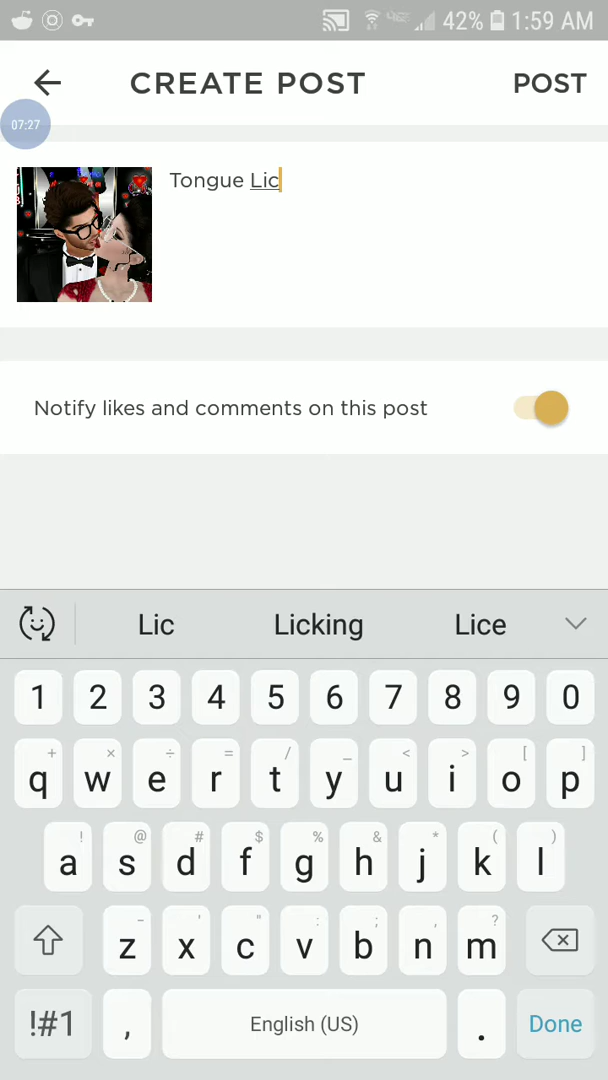 42% 1:59 AM
CREATE POST POST
07:27
Tongue Lic
Notify likes and comments on this post
Lic Licking Lice
1 2 3 4 5 6 7 8 9 0
+ × ÷ = / _ < > [ ]
q w e r t y u i o p
! @ # $ % & * ( )
a s d f g h j k l
- ' " : ; , ?
z x c v b n m
!#1 , English (US) . Done